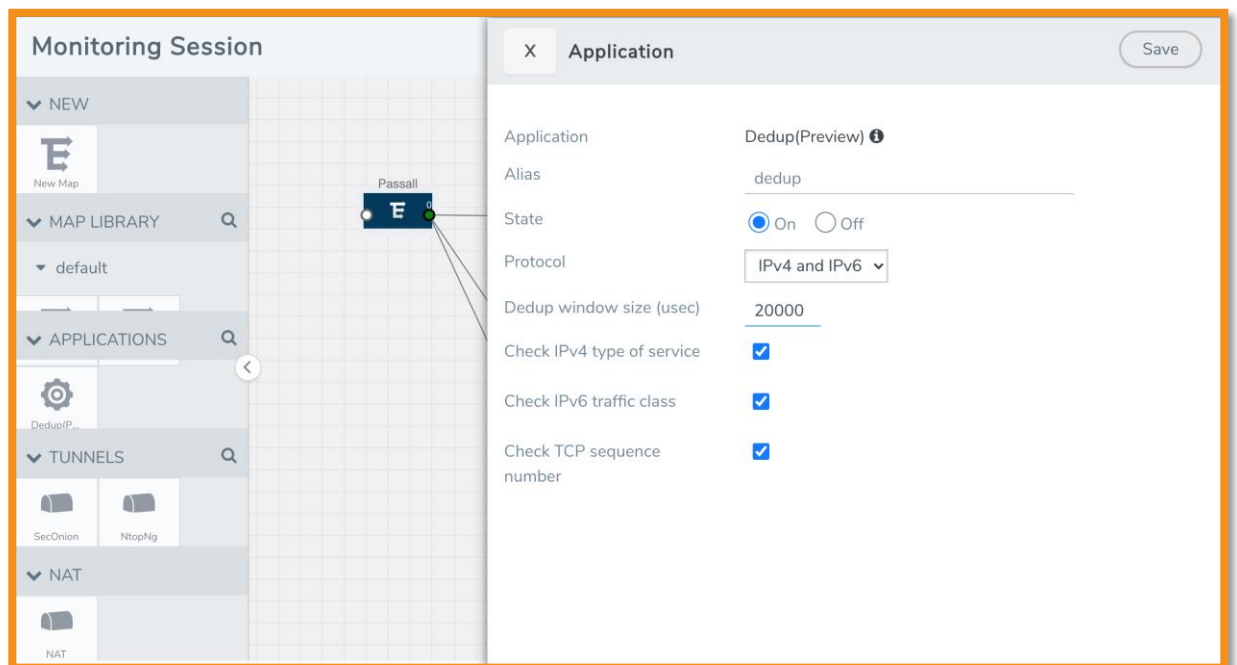 Monitoring Session
NEW
New Map
MAP LIBRARY
default
APPLICATIONS
Dedup(P...
TUNNELS
SecOnion NtopNg
NAT
NAT
Passall
0
X Application Save
Application Dedup(Preview)
Alias dedup
State On Off
Protocol IPv4 and IPv6
Dedup window size (usec) 20000
Check IPv4 type of service
Check IPv6 traffic class
Check TCP sequence
number